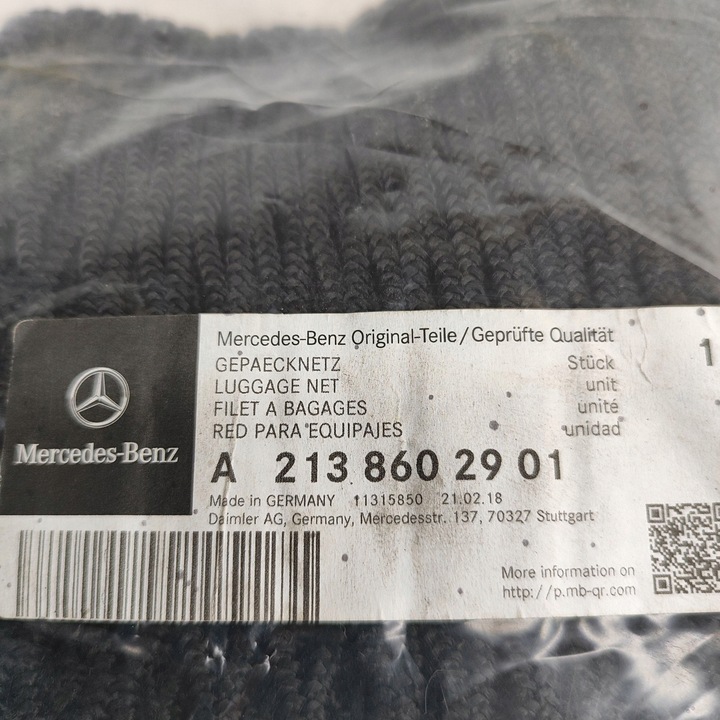 Mercedes-Benz Original-Teile/Geprüfte Qualität
GEPAECKNETZ Stück 1
LUGGAGE NET unit
FILET A BAGAGES unité
RED PARA EQUIPAJES unidad
Mercedes-Benz
A 213 860 29 01
Made in GERMANY 11315850 21.02.18
Daimler AG, Germany, Mercedesstr. 137, 70327 Stuttgart
More information on
http://p.mb-qr.com